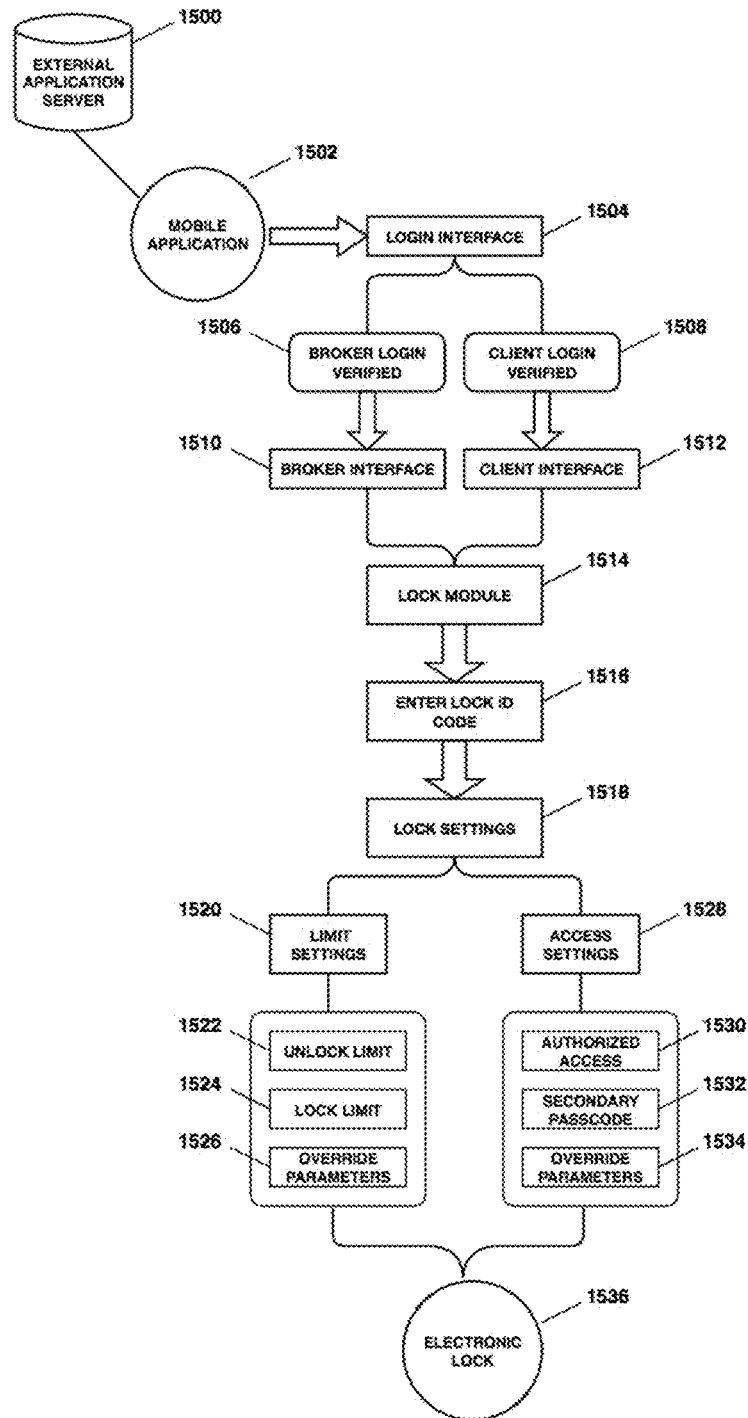 1500
EXTERNAL
APPLICATION
SERVER
1502
MOBILE
APPLICATION
1504
LOGIN INTERFACE
1506
BROKER LOGIN
VERIFIED
1508
CLIENT LOGIN
VERIFIED
1510
BROKER INTERFACE
1512
CLIENT INTERFACE
1514
LOCK MODULE
1516
ENTER LOCK ID
CODE
1518
LOCK SETTINGS
1520
LIMIT
SETTINGS
1528
ACCESS
SETTINGS
1522
UNLOCK LIMIT
1530
AUTHORIZED
ACCESS
1524
LOCK LIMIT
1532
SECONDARY
PASSCODE
1526
OVERRIDE
PARAMETERS
1534
OVERRIDE
PARAMETERS
1536
ELECTRONIC
LOCK